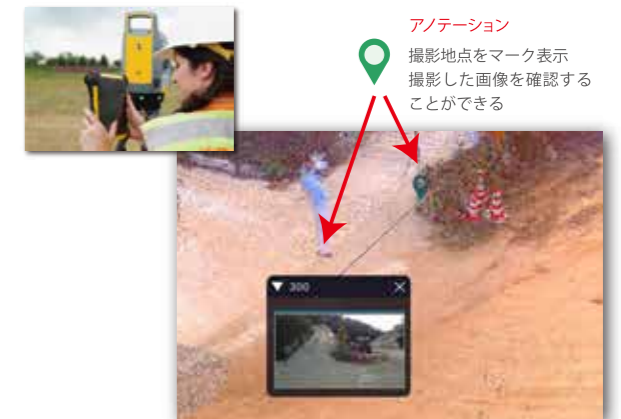 アノテーション
撮影地点をマーク表示
撮影した画像を確認する
ことができる
300